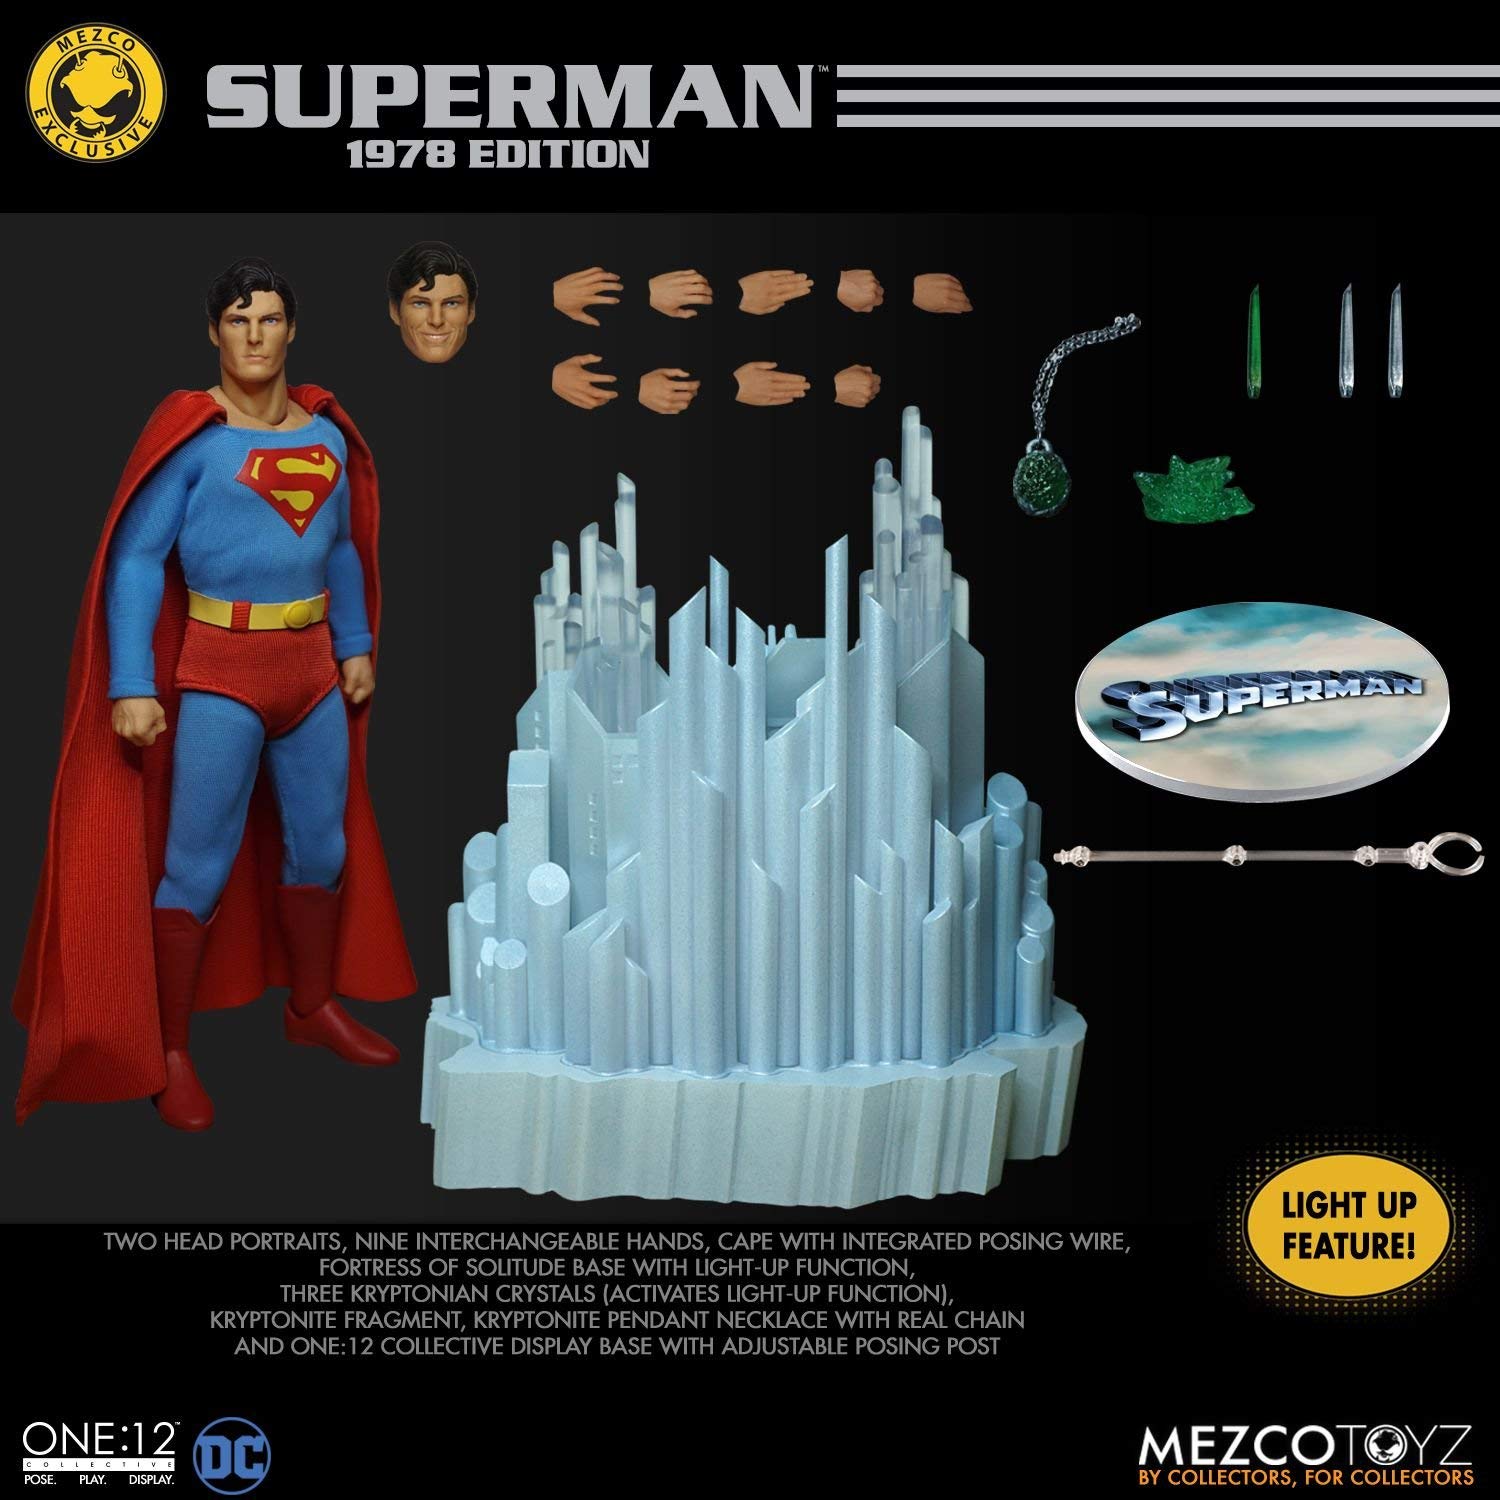 MEZCO
EXCLUSIVE
SUPERMAN™
1978 EDITION
S
SUPERMAN
LIGHT UP
FEATURE!
TWO HEAD PORTRAITS, NINE INTERCHANGEABLE HANDS, CAPE WITH INTEGRATED POSING WIRE,
FORTRESS OF SOLITUDE BASE WITH LIGHT-UP FUNCTION,
THREE KRYPTONIAN CRYSTALS (ACTIVATES LIGHT-UP FUNCTION),
KRYPTONITE FRAGMENT, KRYPTONITE PENDANT NECKLACE WITH REAL CHAIN
AND ONE:12 COLLECTIVE DISPLAY BASE WITH ADJUSTABLE POSING POST
ONE:12™
COLLECTIVE
POSE. PLAY. DISPLAY.
DC
MEZCOTOYZ
BY COLLECTORS, FOR COLLECTORS